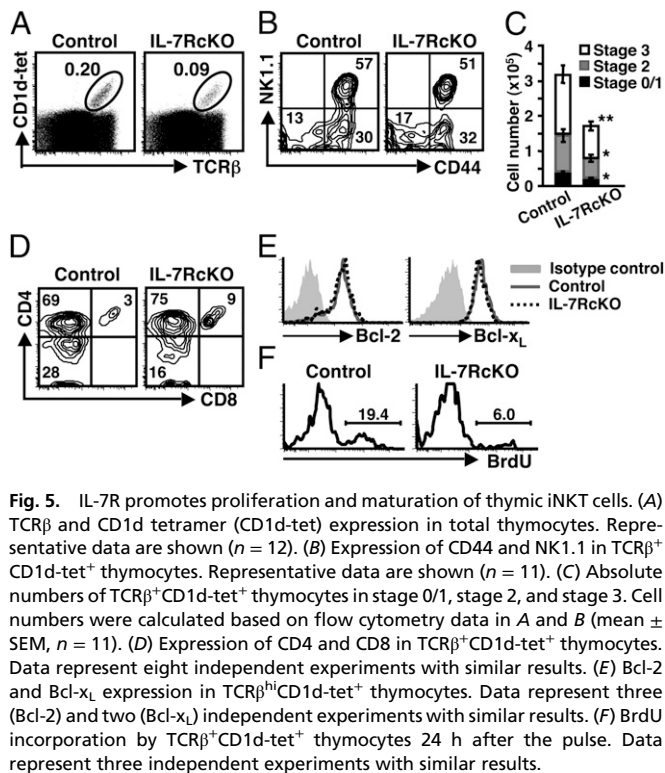 A
Control
IL-7RcKO
0.20
0.09
CD1d-tet
TCRβ
B
Control
IL-7RcKO
57
13
30
51
17
32
NK1.1
CD44
C
Stage 3
Stage 2
Stage 0/1
Cell number (x10⁵)
4
3
2
1
0
**
*
*
Control
IL-7RcKO
D
Control
IL-7RcKO
69
3
28
75
9
16
CD4
CD8
E
Isotype control
Control
IL-7RcKO
Bcl-2
Bcl-xL
F
Control
IL-7RcKO
19.4
6.0
BrdU
Fig. 5. IL-7R promotes proliferation and maturation of thymic iNKT cells. (A)
TCRβ and CD1d tetramer (CD1d-tet) expression in total thymocytes. Repre-
sentative data are shown (n = 12). (B) Expression of CD44 and NK1.1 in TCRβ⁺
CD1d-tet⁺ thymocytes. Representative data are shown (n = 11). (C) Absolute
numbers of TCRβ⁺CD1d-tet⁺ thymocytes in stage 0/1, stage 2, and stage 3. Cell
numbers were calculated based on flow cytometry data in A and B (mean ±
SEM, n = 11). (D) Expression of CD4 and CD8 in TCRβ⁺CD1d-tet⁺ thymocytes.
Data represent eight independent experiments with similar results. (E) Bcl-2
and Bcl-xL expression in TCRβʰⁱCD1d-tet⁺ thymocytes. Data represent three
(Bcl-2) and two (Bcl-xL) independent experiments with similar results. (F) BrdU
incorporation by TCRβ⁺CD1d-tet⁺ thymocytes 24 h after the pulse. Data
represent three independent experiments with similar results.